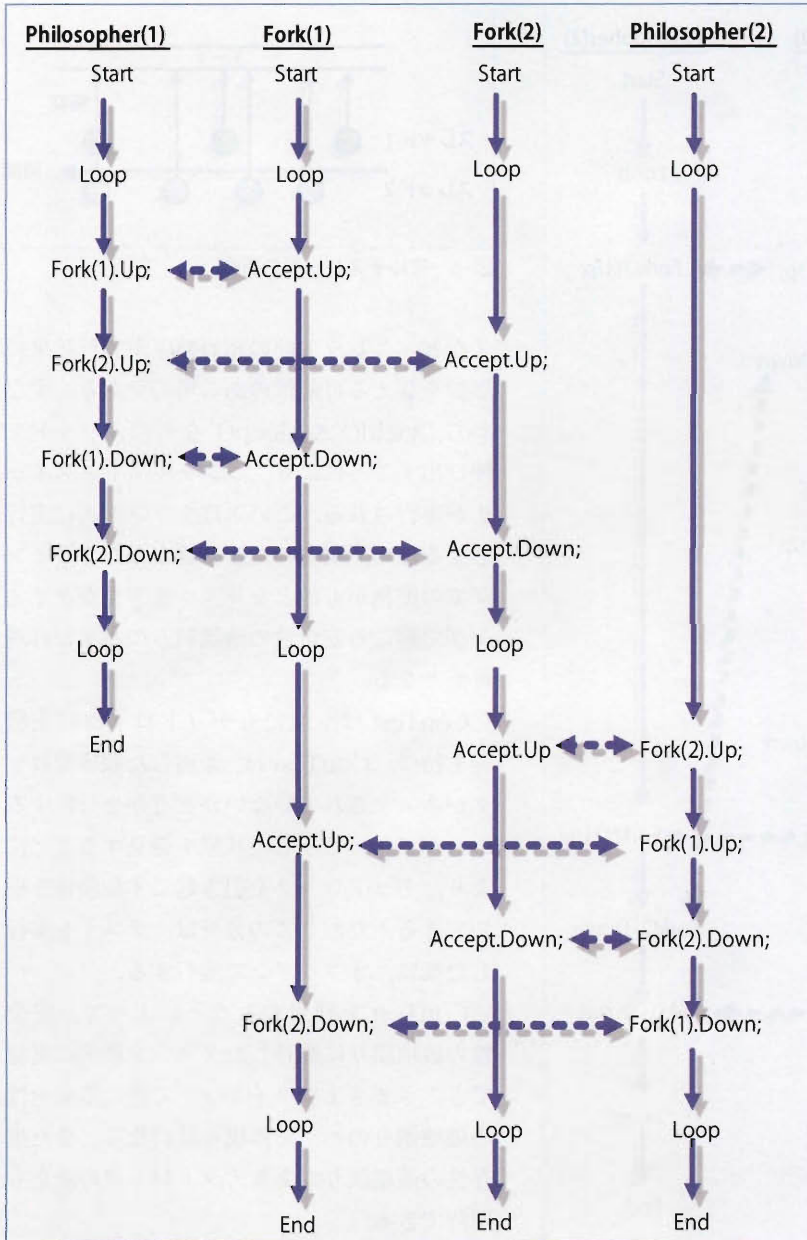 Philosopher(1) Fork(1) Fork(2) Philosopher(2)
Start Start Start Start
Loop Loop Loop Loop
Fork(1).Up; Accept.Up;
Fork(2).Up; Accept.Up;
Fork(1).Down; Accept.Down;
Fork(2).Down; Accept.Down;
Loop Loop Loop
End
Accept.Up Fork(2).Up;
Accept.Up; Fork(1).Up;
Accept.Down; Fork(2).Down;
Fork(2).Down; Fork(1).Down;
Loop Loop Loop
End End End